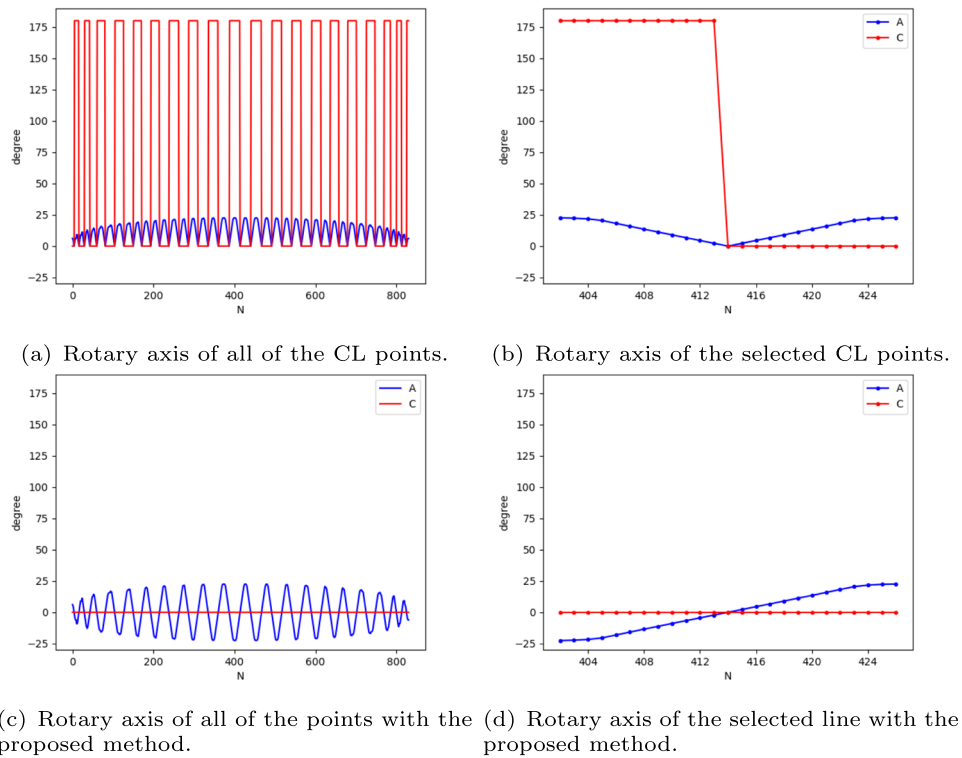 175
150
125
100
75
50
25
0
−25
degree
0 200 400 600 800
N
175
150
125
100
75
50
25
0
−25
degree
404 408 412 416 420 424
N
A
C
(a) Rotary axis of all of the CL points.
(b) Rotary axis of the selected CL points.
175
150
125
100
75
50
25
0
−25
degree
0 200 400 600 800
N
A
C
175
150
125
100
75
50
25
0
−25
degree
404 408 412 416 420 424
N
A
C
(c) Rotary axis of all of the points with the
proposed method.
(d) Rotary axis of the selected line with the
proposed method.